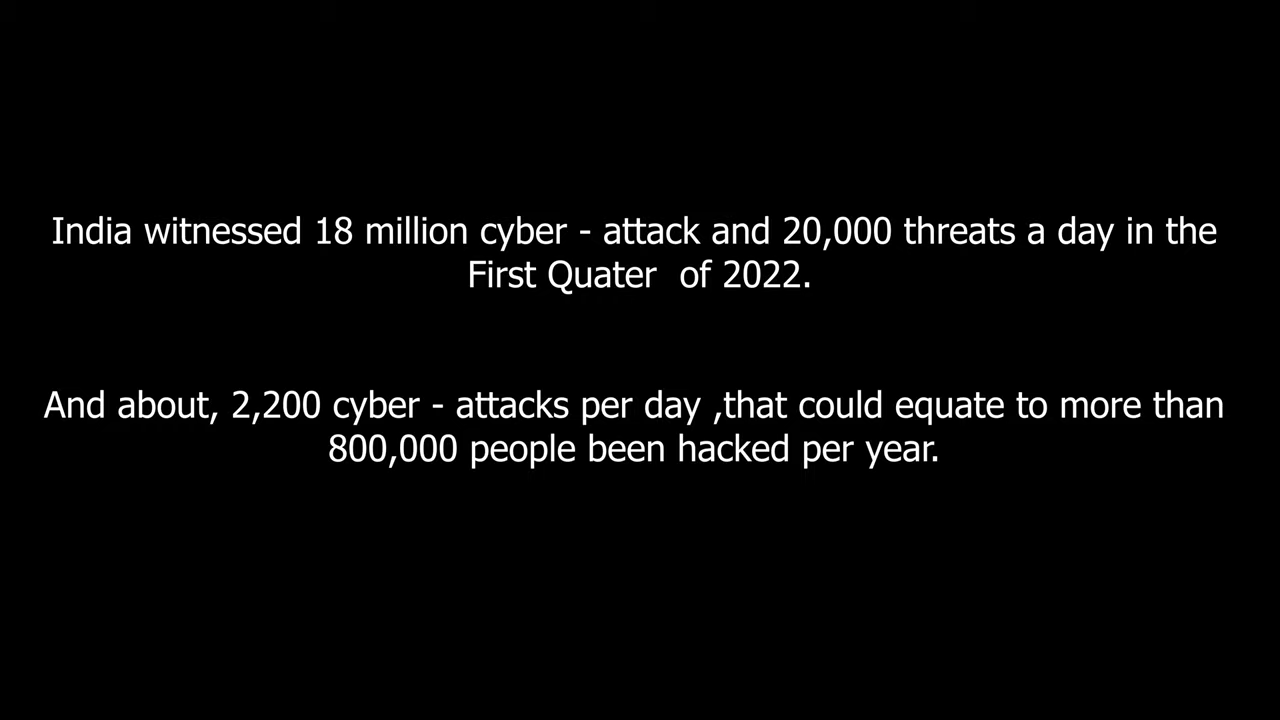 India witnessed 18 million cyber - attack and 20,000 threats a day in the
First Quater  of 2022.
And about, 2,200 cyber - attacks per day ,that could equate to more than
800,000 people been hacked per year.